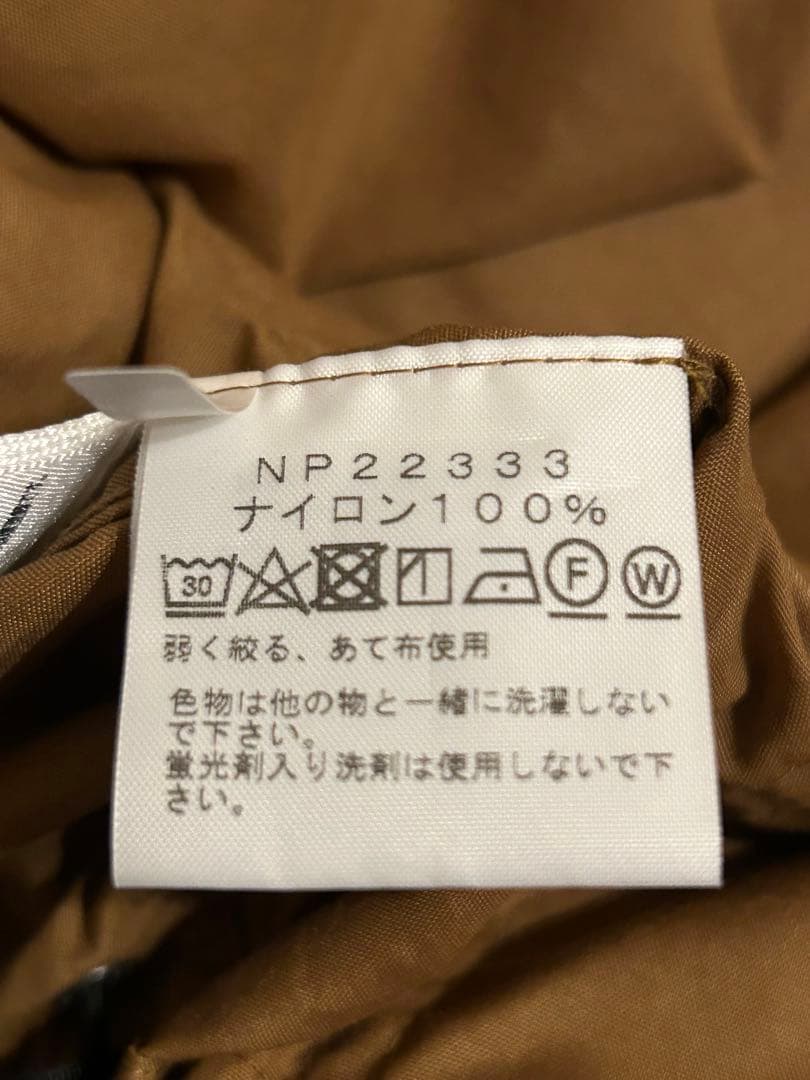 NP22333
ナイロン100%
30 F W
弱く絞る、あて布使用
色物は他の物と一緒に洗濯しない
で下さい。
蛍光剤入り洗剤は使用しないで下
さい。